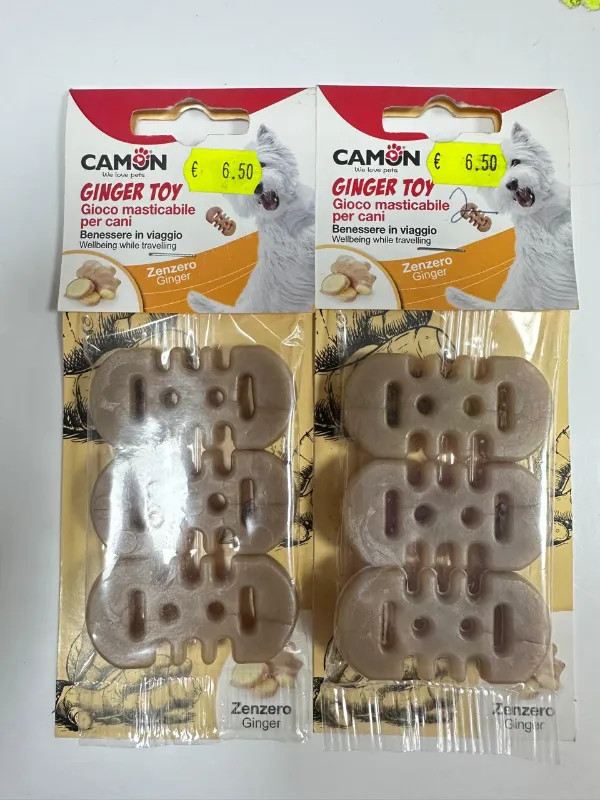 CAMON
We love pets
€ 6.50
GINGER TOY
Gioco masticabile
per cani
Benessere in viaggio
Wellbeing while travelling
Zenzero
Ginger
Zenzero
Ginger
CAMON
We love pets
€ 6.50
GINGER TOY
2
Gioco masticabile
per cani
Benessere in viaggio
Wellbeing while travelling
Zenzero
Ginger
Zenzero
Ginger